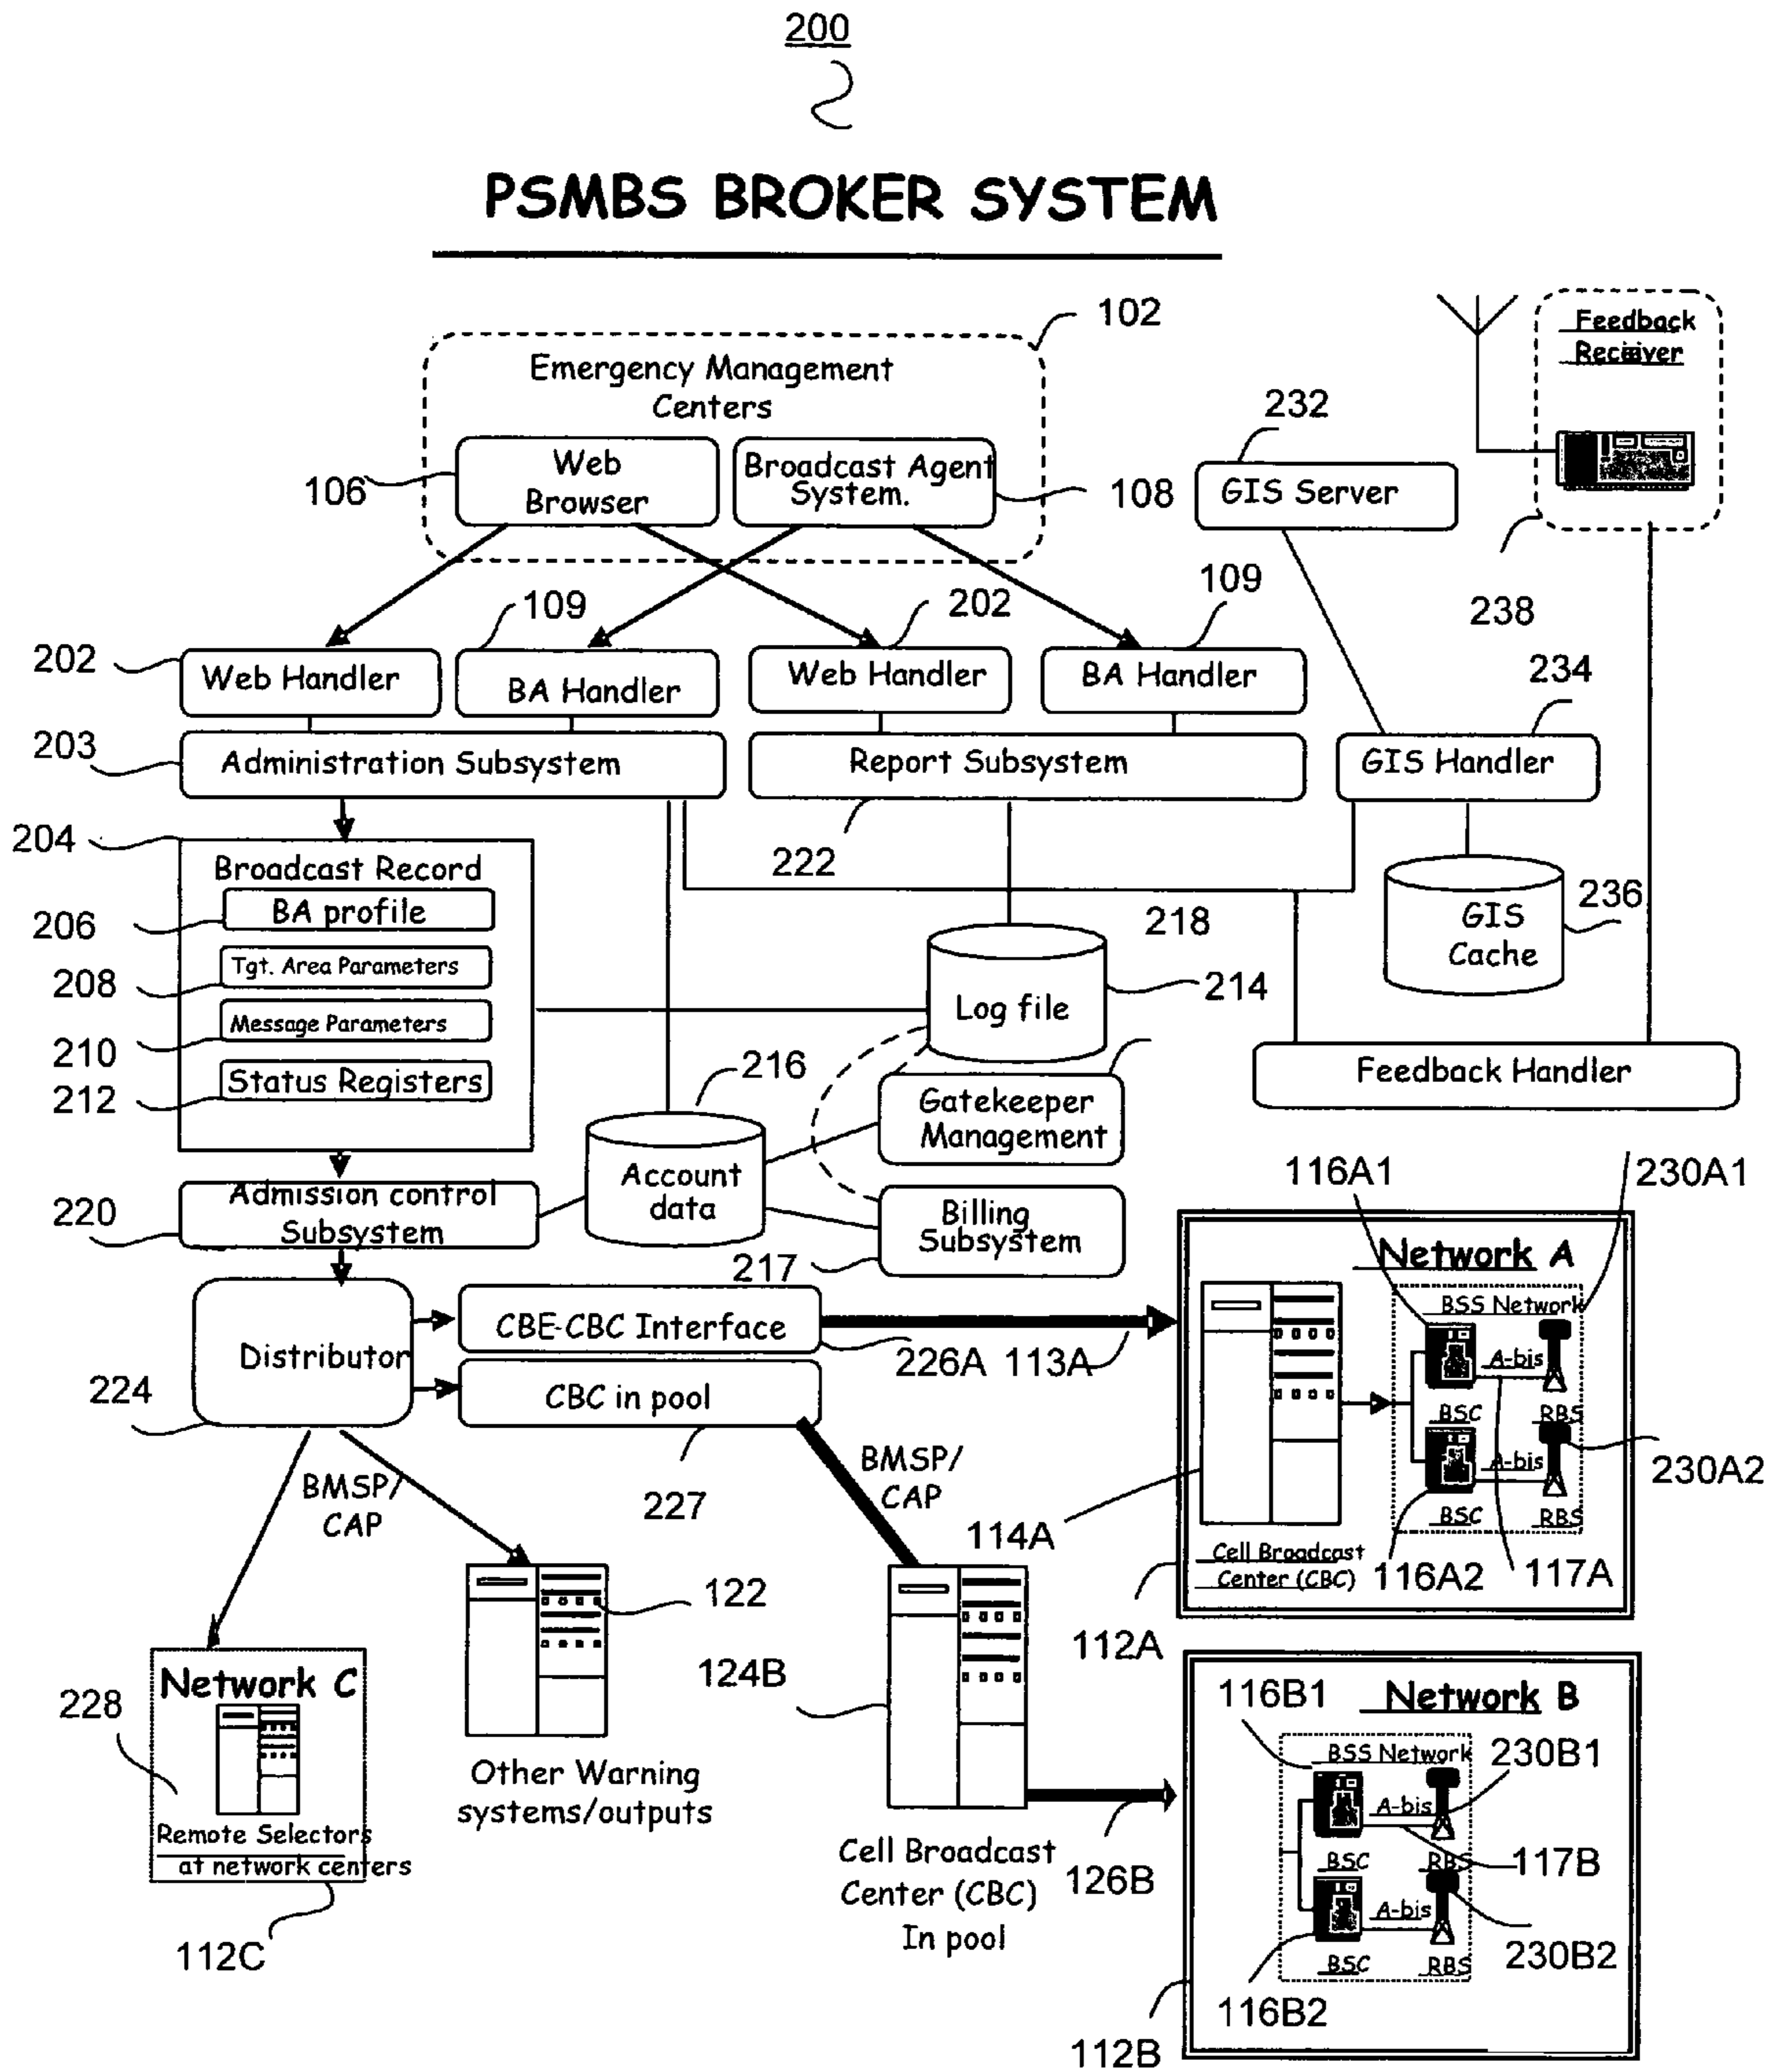 200
PSMBS BROKER SYSTEM
102
Emergency Management
Centers
Web
Browser
106
Broadcast Agent
System.
108
232
GIS Server
Feedback
Receiver
238
109
202
109
202
Web Handler
BA Handler
Web Handler
BA Handler
234
203
Administration Subsystem
Report Subsystem
GIS Handler
222
204
Broadcast Record
206
BA profile
208
Tgt. Area Parameters
210
Message Parameters
212
Status Registers
218
214
Log file
GIS
Cache
236
Feedback Handler
216
Account
data
Gatekeeper
Management
Billing
Subsystem
217
220
Admission control
Subsystem
Distributor
224
CBE-CBC Interface
226A
113A
CBC in pool
227
BMSP/
CAP
BMSP/
CAP
116A1
230A1
Network A
BSS Network
A-bis
BSC
RBS
A-bis
BSC
RBS
230A2
114A
Cell Broadcast
Center (CBC)
116A2
117A
112A
122
Other Warning
systems/outputs
228
Network C
Remote Selectors
at network centers
112C
124B
Cell Broadcast
Center (CBC)
In pool
126B
116B1
Network B
BSS Network
230B1
A-bis
BSC
RBS
117B
A-bis
BSC
RBS
230B2
116B2
112B